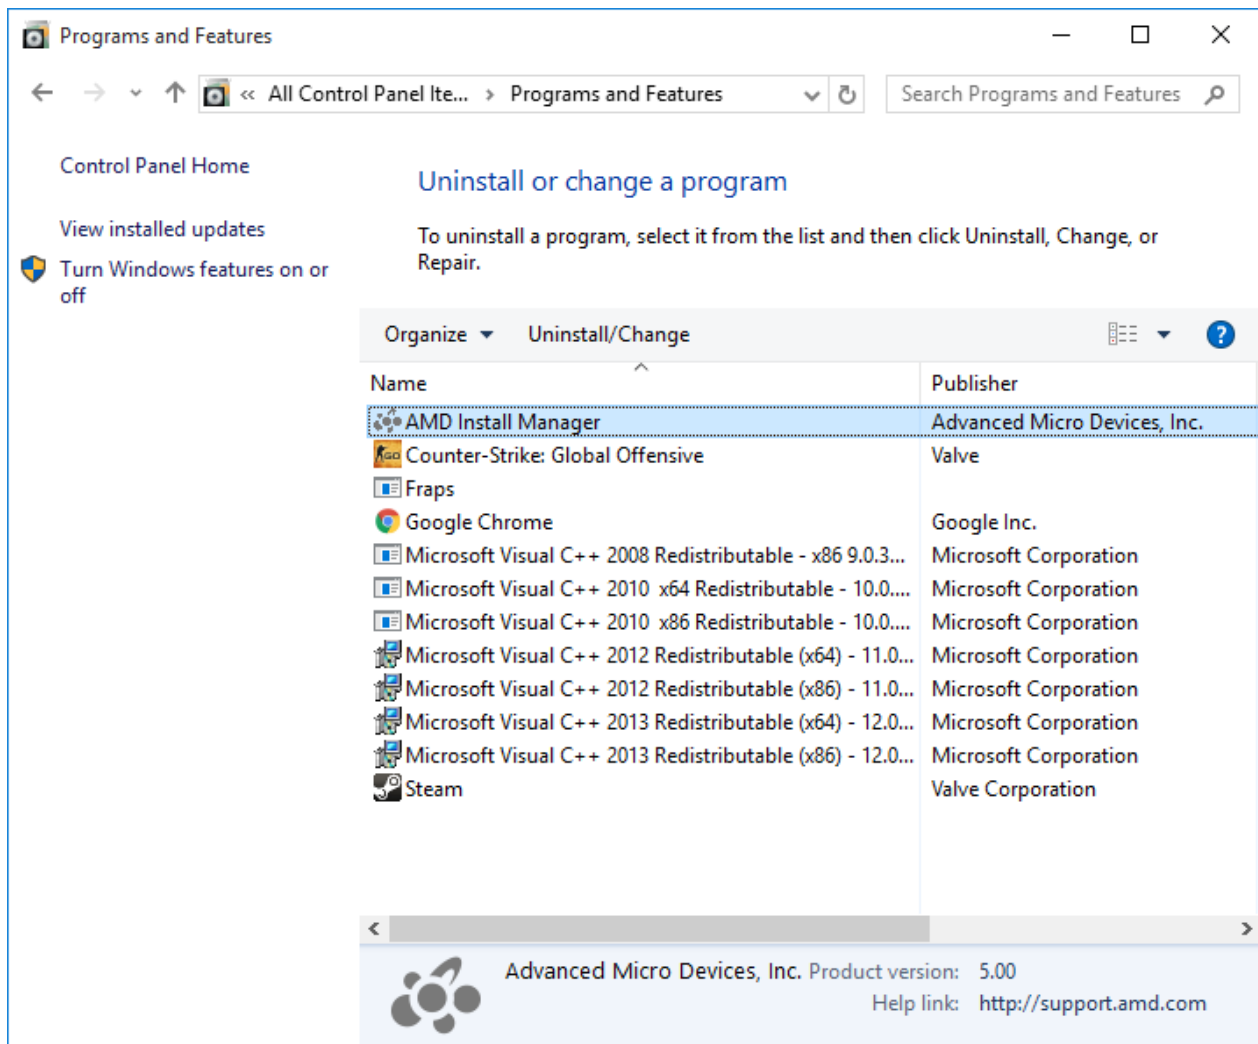 Programs and Features
« All Control Panel Ite... > Programs and Features
Search Programs and Features
Control Panel Home
View installed updates
Turn Windows features on or
off
Uninstall or change a program
To uninstall a program, select it from the list and then click Uninstall, Change, or
Repair.
Organize Uninstall/Change
?
Name Publisher
AMD Install Manager Advanced Micro Devices, Inc.
Counter-Strike: Global Offensive Valve
Fraps
Google Chrome Google Inc.
Microsoft Visual C++ 2008 Redistributable - x86 9.0.3... Microsoft Corporation
Microsoft Visual C++ 2010  x64 Redistributable - 10.0.... Microsoft Corporation
Microsoft Visual C++ 2010  x86 Redistributable - 10.0.... Microsoft Corporation
Microsoft Visual C++ 2012 Redistributable (x64) - 11.0... Microsoft Corporation
Microsoft Visual C++ 2012 Redistributable (x86) - 11.0... Microsoft Corporation
Microsoft Visual C++ 2013 Redistributable (x64) - 12.0... Microsoft Corporation
Microsoft Visual C++ 2013 Redistributable (x86) - 12.0... Microsoft Corporation
Steam Valve Corporation
Advanced Micro Devices, Inc. Product version: 5.00
Help link: http://support.amd.com